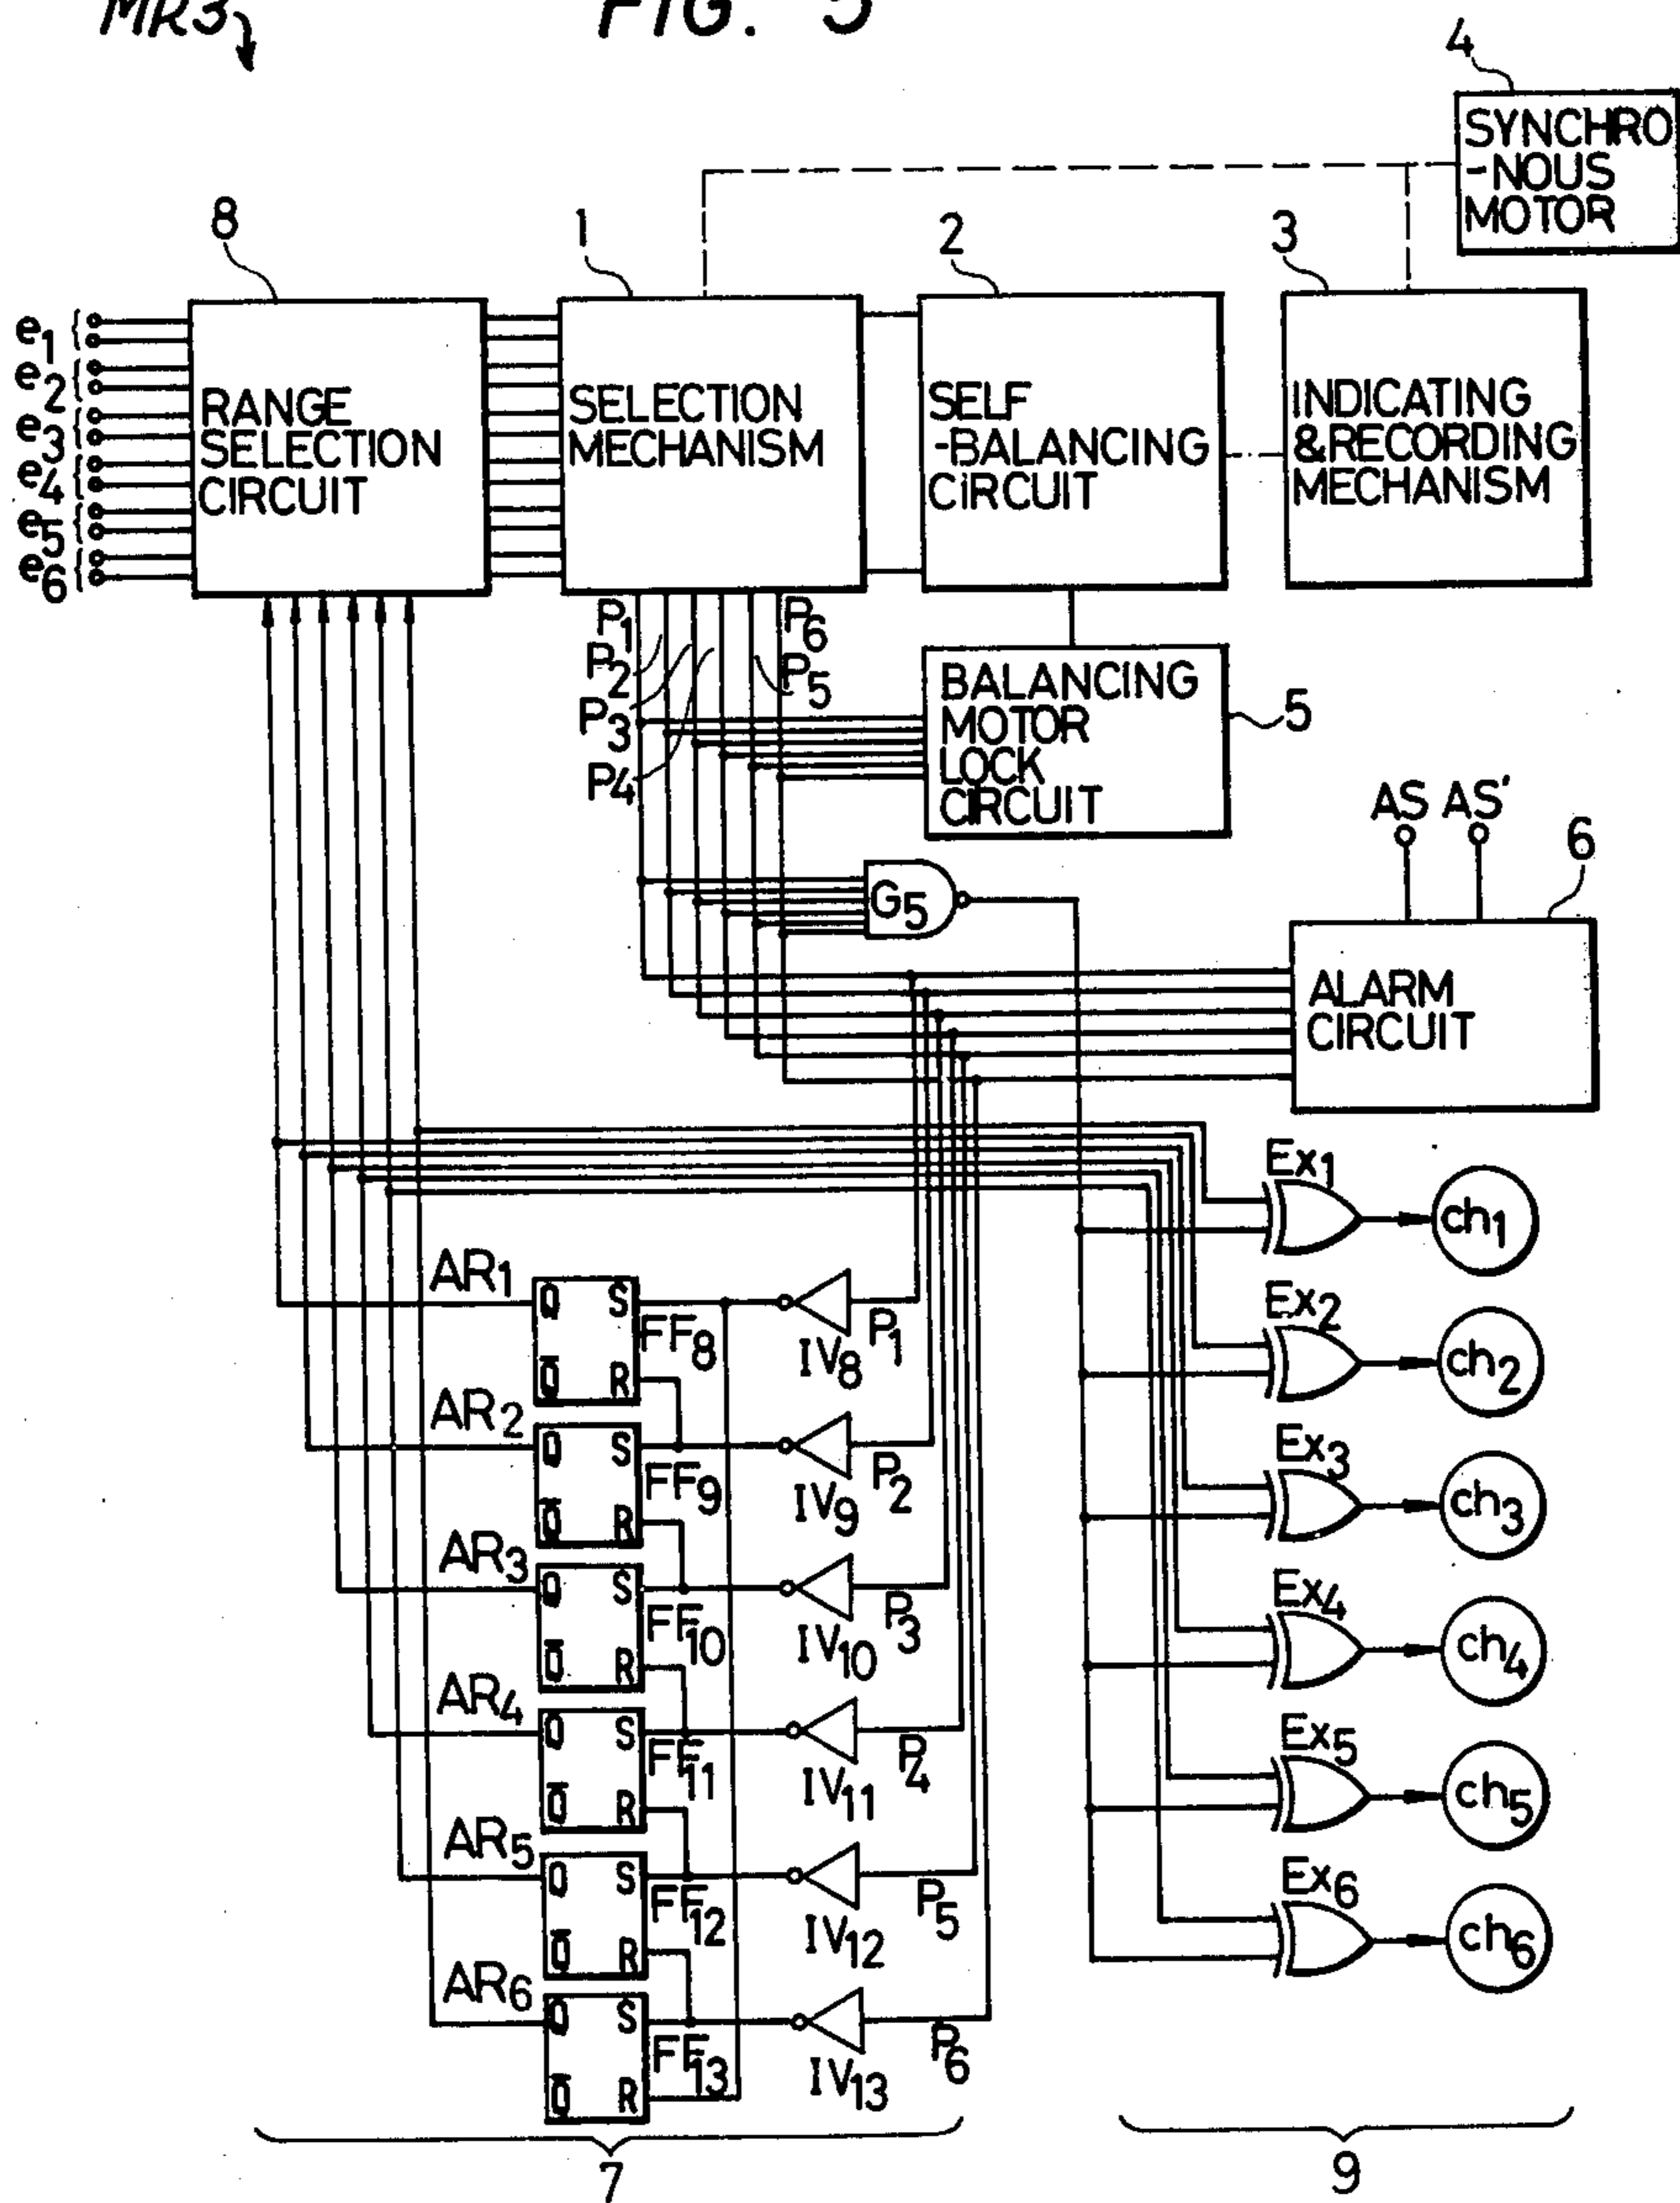 MR3
FIG. 5
4
SYNCHRO
-NOUS
MOTOR
8
1
2
3
e1
e2
e3
e4
e5
e6
RANGE
SELECTION
CIRCUIT
SELECTION
MECHANISM
SELF
-BALANCING
CIRCUIT
INDICATING
&RECORDING
MECHANISM
P1
P2
P3
P4
P6
P5
BALANCING
MOTOR
LOCK
CIRCUIT
5
AS AS'
6
G5
ALARM
CIRCUIT
Ex1
ch1
Ex2
ch2
Ex3
ch3
Ex4
ch4
Ex5
ch5
Ex6
ch6
AR1
Q S
Q̅ R
FF8
IV8
P1
AR2
Q S
Q̅ R
FF9
IV9
P2
AR3
Q S
Q̅ R
FF10
IV10
P3
AR4
Q S
Q̅ R
FF11
IV11
P4
AR5
Q S
Q̅ R
FF12
IV12
P5
AR6
Q S
Q̅ R
FF13
IV13
P6
7
9